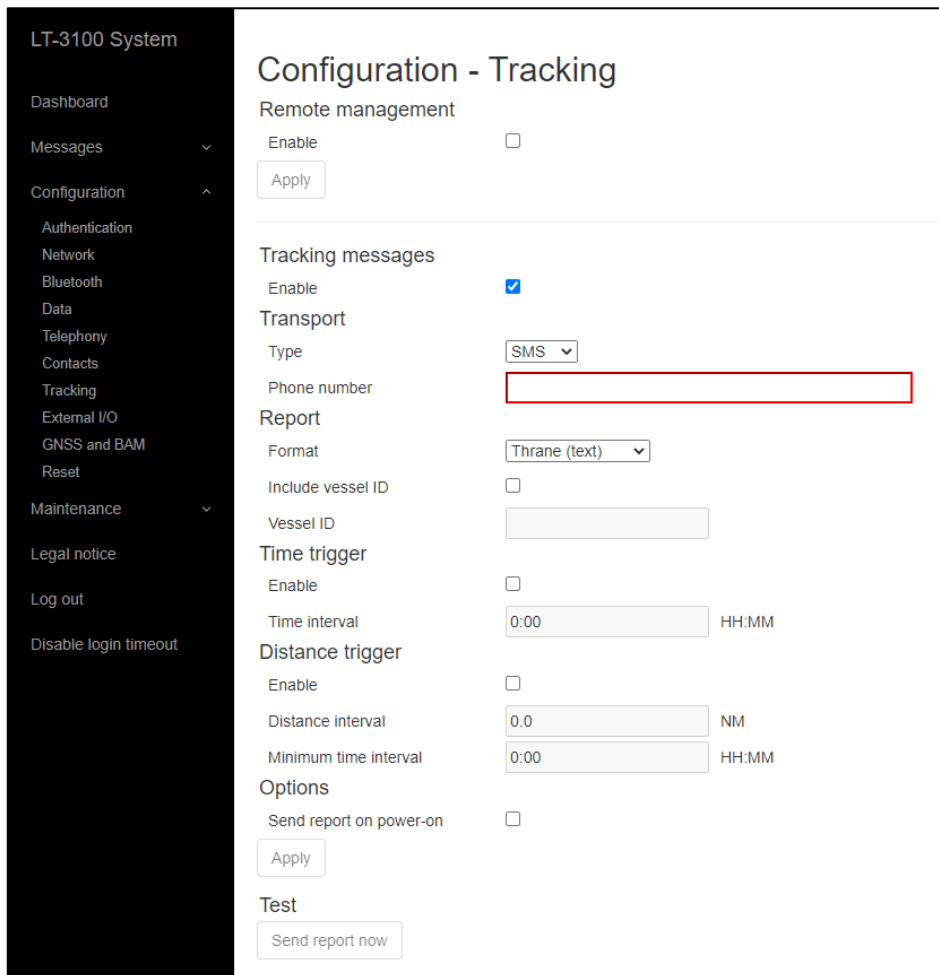 LT-3100 System
Dashboard
Messages
Configuration
Authentication
Network
Bluetooth
Data
Telephony
Contacts
Tracking
External I/O
GNSS and BAM
Reset
Maintenance
Legal notice
Log out
Disable login timeout
Configuration - Tracking
Remote management
Enable
Apply
Tracking messages
Enable
Transport
Type SMS
Phone number
Report
Format Thrane (text)
Include vessel ID
Vessel ID
Time trigger
Enable
Time interval 0:00 HH:MM
Distance trigger
Enable
Distance interval 0.0 NM
Minimum time interval 0:00 HH:MM
Options
Send report on power-on
Apply
Test
Send report now